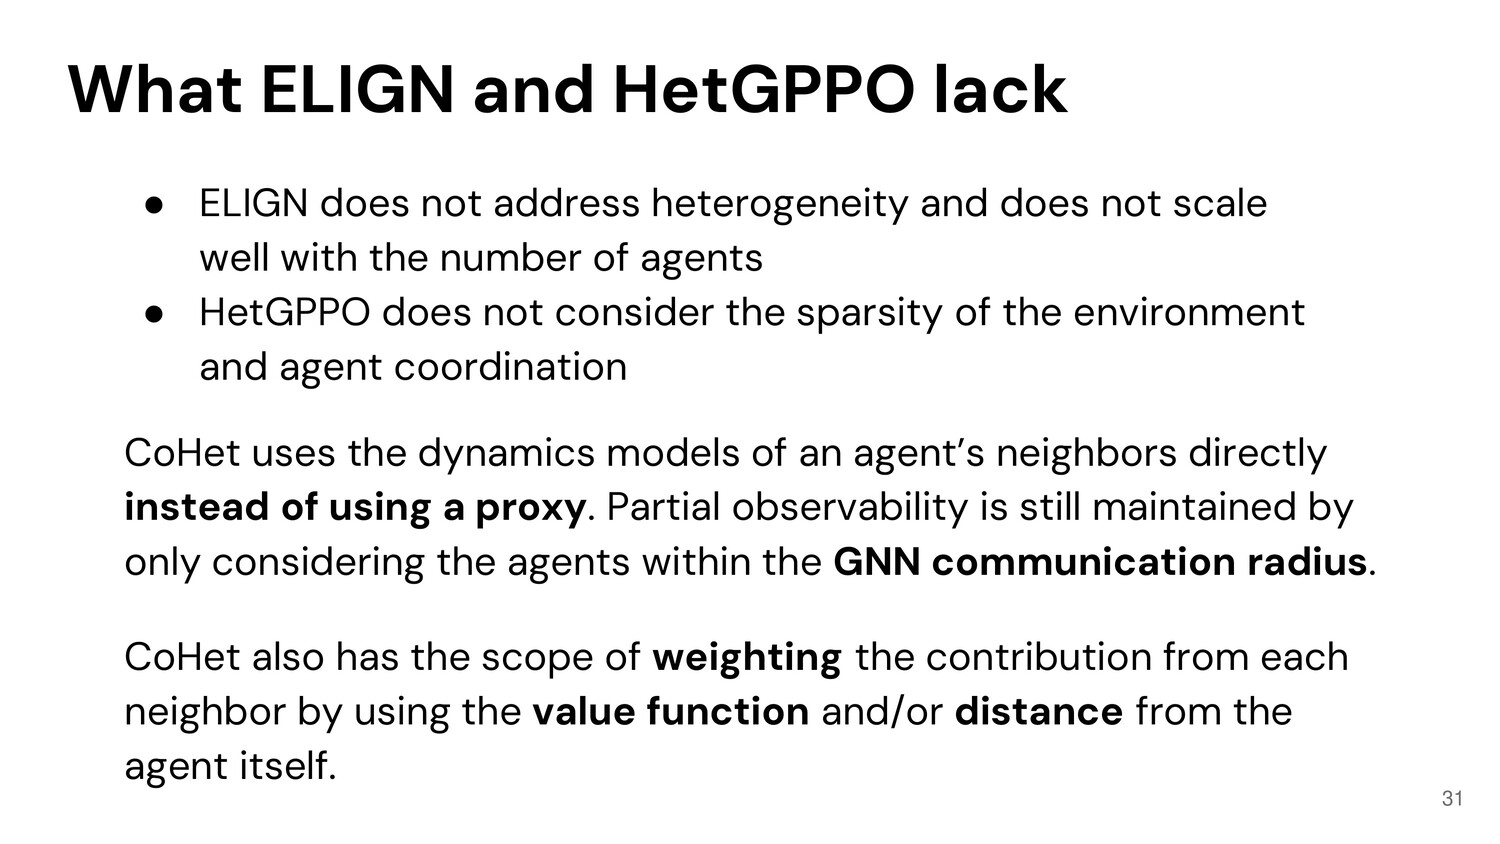 What ELIGN and HetGPPO lack
● ELIGN does not address heterogeneity and does not scale
well with the number of agents
● HetGPPO does not consider the sparsity of the environment
and agent coordination
CoHet uses the dynamics models of an agent’s neighbors directly
instead of using a proxy. Partial observability is still maintained by
only considering the agents within the GNN communication radius.
CoHet also has the scope of weighting the contribution from each
neighbor by using the value function and/or distance from the
agent itself.
31